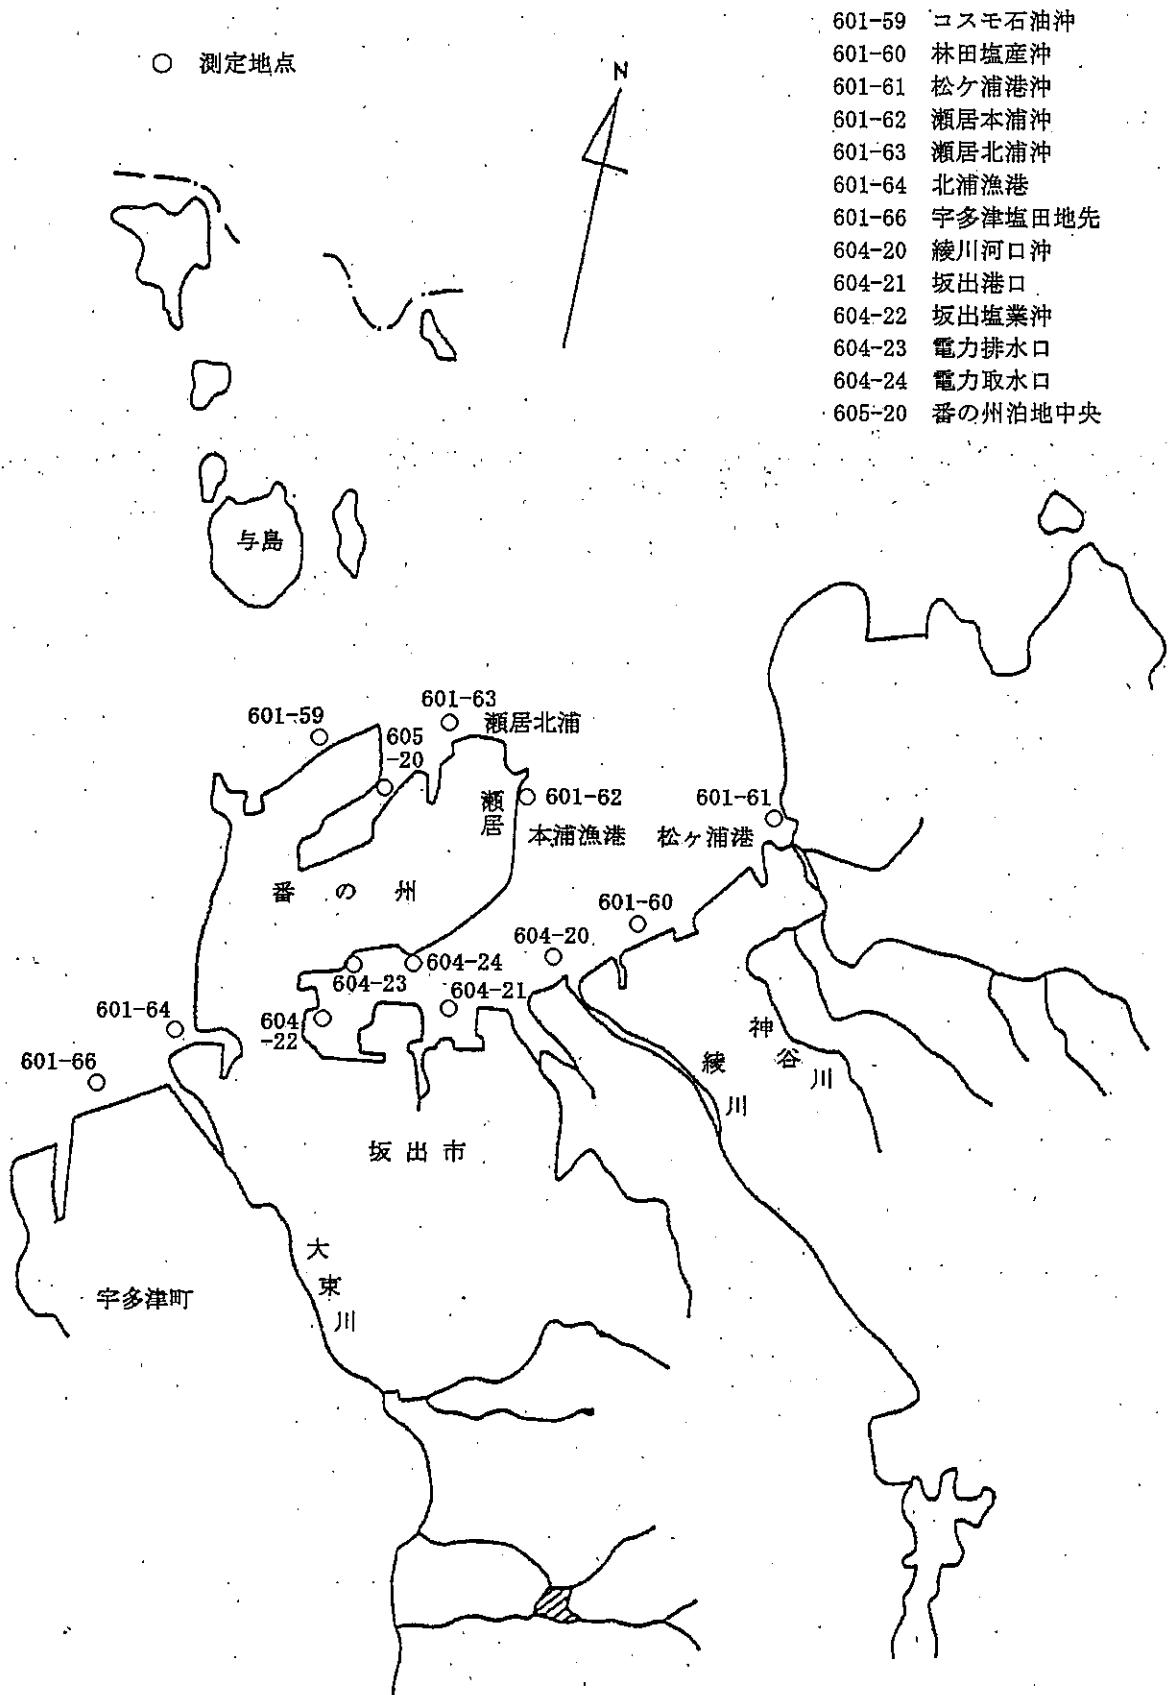 ○ 測定地点
N
601-59 コスモ石油沖
601-60 林田塩産沖
601-61 松ケ浦港沖
601-62 瀬居本浦沖
601-63 瀬居北浦沖
601-64 北浦漁港
601-66 宇多津塩田地先
604-20 綾川河口沖
604-21 坂出港口
604-22 坂出塩業沖
604-23 電力排水口
604-24 電力取水口
605-20 番の州泊地中央
与島
601-63
瀬居北浦
601-59
605
-20
瀬居
601-62
本浦漁港
601-61
松ヶ浦港
番の州
601-60
604-20
604-24
604-23
604-21
604
-22
601-64
601-66
神谷川
綾川
坂出市
大東川
宇多津町